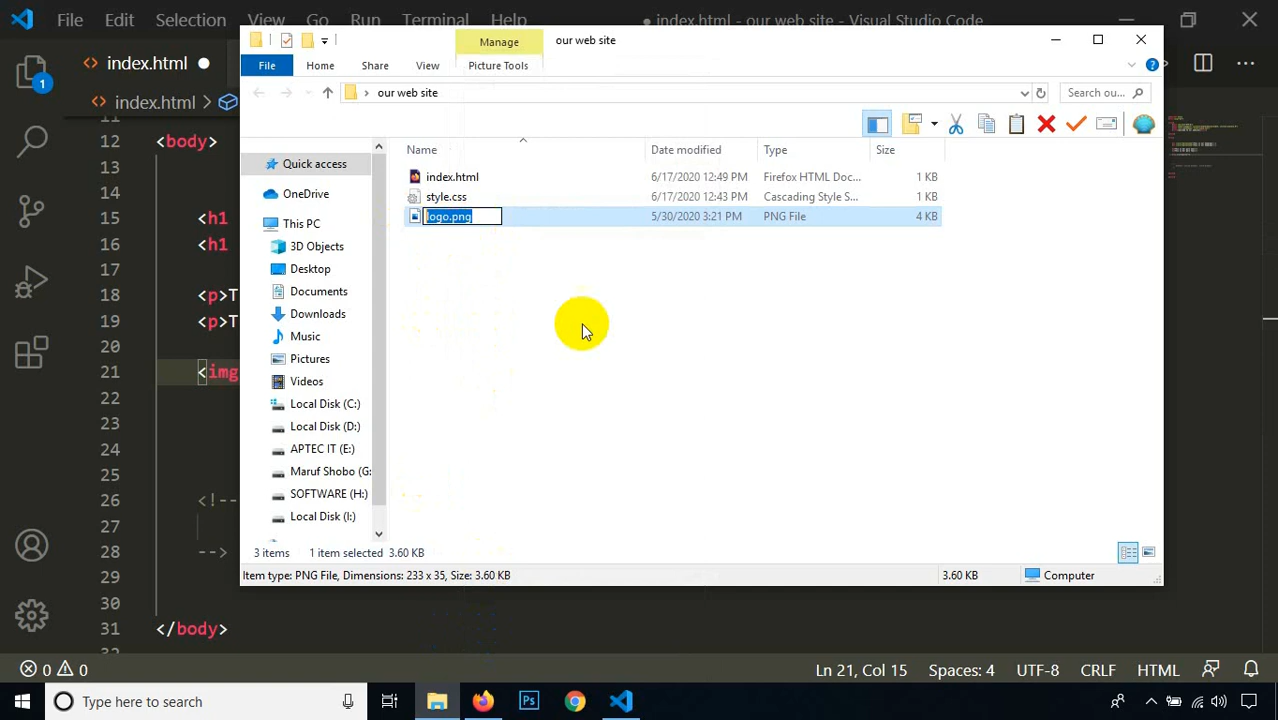 File Edit Selection View Go Run Terminal Help
● index.html - our web site - Visual Studio Code
Manage
our web site
File Home Share View Picture Tools
index.html
1
index.html >
our web site
Search ou...
Name Date modified Type Size
index.html 6/17/2020 12:49 PM Firefox HTML Doc... 1 KB
style.css 6/17/2020 12:43 PM Cascading Style S... 1 KB
logo.png 5/30/2020 3:21 PM PNG File 4 KB
Quick access
OneDrive
This PC
3D Objects
Desktop
Documents
Downloads
Music
Pictures
Videos
Local Disk (C:)
Local Disk (D:)
APTEC IT (E:)
Maruf Shobo (G:
SOFTWARE (H:)
Local Disk (I:)
3 items 1 item selected 3.60 KB
Item type: PNG File, Dimensions: 233 x 35, Size: 3.60 KB
3.60 KB
Computer
11
12 <body>
13
14
15 <h1
16 <h1
17
18 <p>T
19 <p>T
20
21 <img
22
23
24
25
26 <!--
27
28 -->
29
30
31 </body>
0 0
Ln 21, Col 15 Spaces: 4 UTF-8 CRLF HTML
Type here to search
Ps